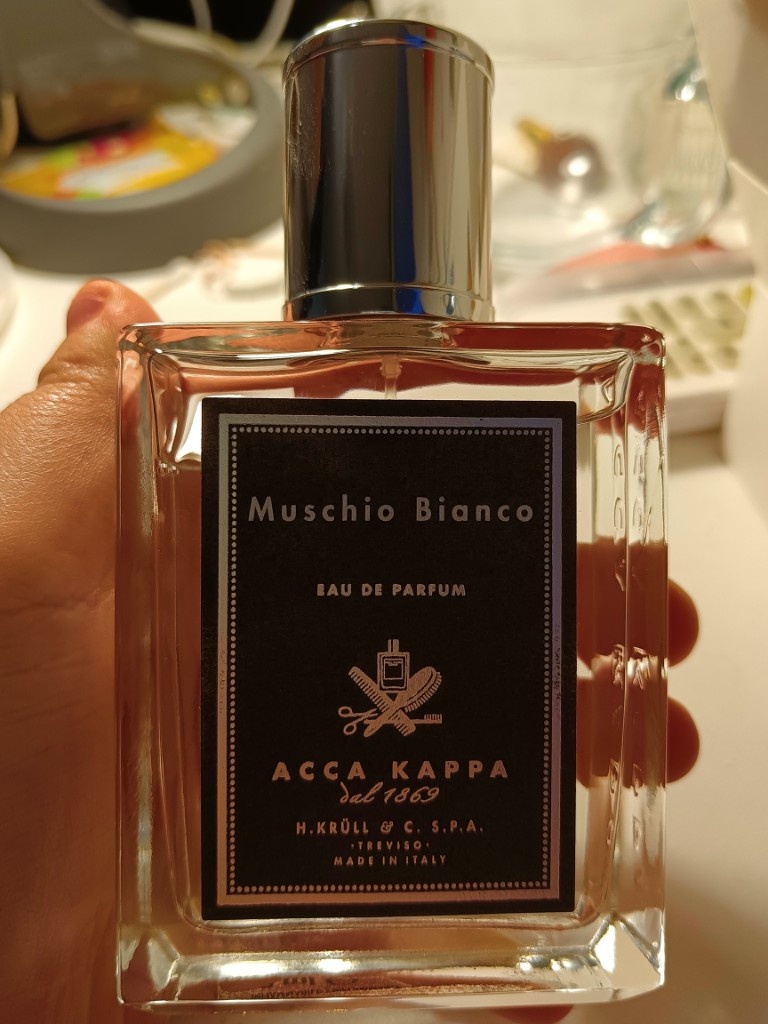 Muschio Bianco
EAU DE PARFUM
ACCA KAPPA
dal 1869
H.KRÜLL & C. S.P.A.
·TREVISO·
MADE IN ITALY